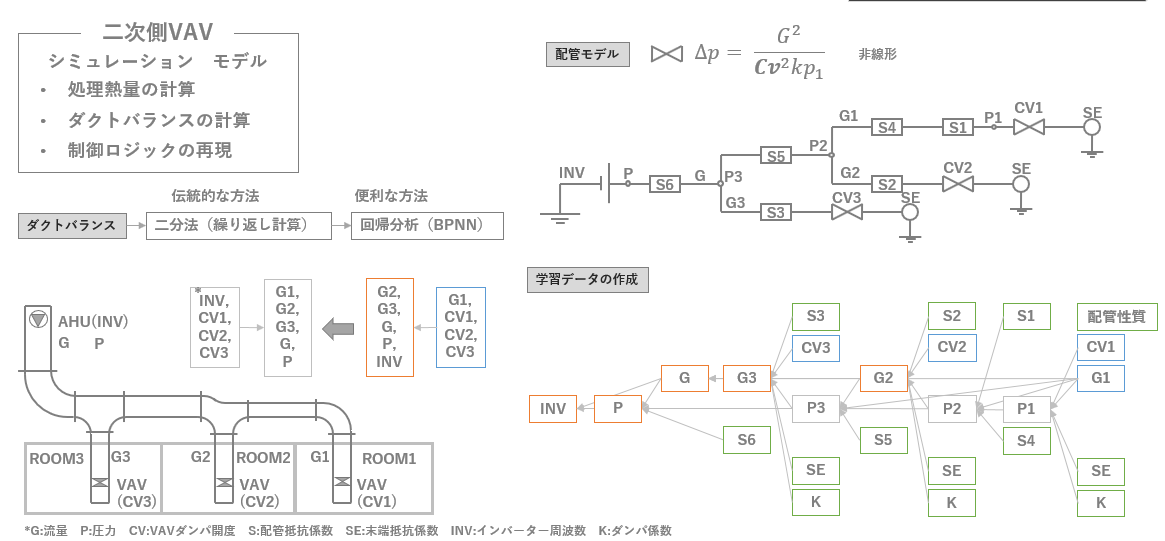 二次側VAV
シミュレーション　モデル
・　処理熱量の計算
・　ダクトバランスの計算
・　制御ロジックの再現
伝統的な方法
便利な方法
ダクトバランス
二分法（繰り返し計算）
回帰分析（BPNN）
*
INV,
CV1,
CV2,
CV3
G1,
G2,
G3,
G,
P
G2,
G3,
G,
P,
INV
G1,
CV1,
CV2,
CV3
AHU(INV)
G　P
ROOM3
G3
G2
ROOM2
G1
ROOM1
VAV
(CV3)
VAV
(CV2)
VAV
(CV1)
配管モデル
Δp = G² / Cv²kp₁
非線形
INV
P
S6
G
P3
S5
P2
G1
S4
S1
P1
CV1
SE
G2
S2
CV2
SE
G3
S3
CV3
SE
学習データの作成
S3
S2
S1
配管性質
CV3
CV2
CV1
G
G3
G2
G1
INV
P
P3
P2
P1
S6
S5
S4
SE
SE
SE
K
K
K
*G:流量　P:圧力　CV:VAVダンパ開度　S:配管抵抗係数　SE:末端抵抗係数　INV:インバーター周波数　K:ダンパ係数